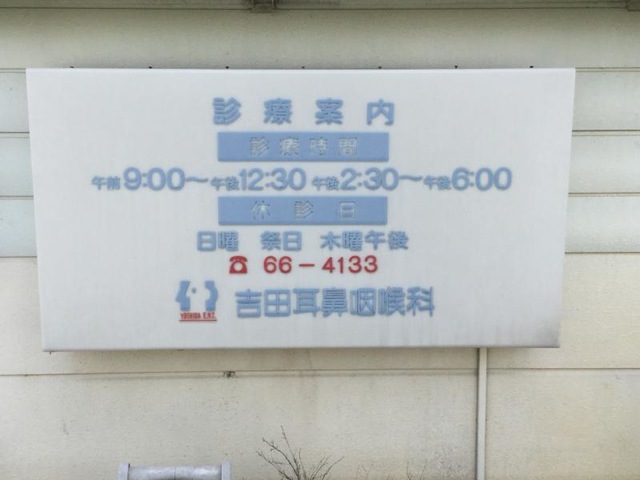 診療案内
診療時間
午前9:00～午後12:30 午後2:30～午後6:00
休診日
日曜 祭日 木曜午後
☎ 66-4133
吉田耳鼻咽喉科
YOSHIDA E.N.T.